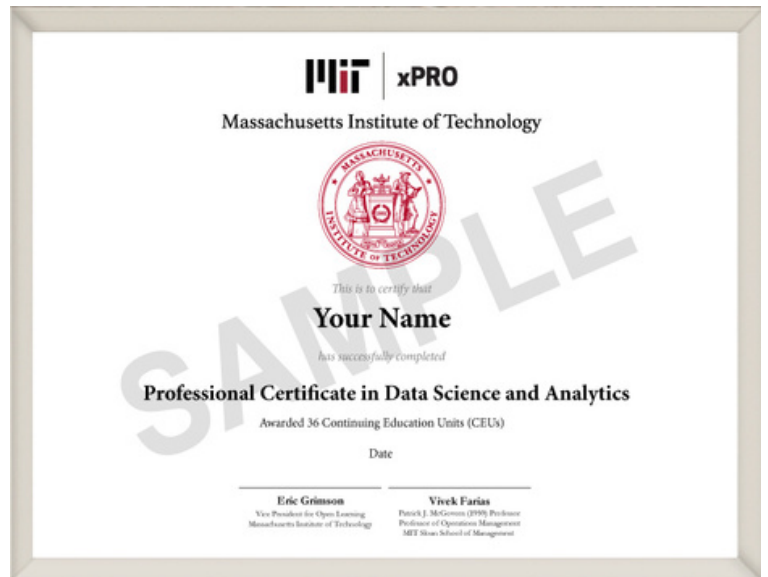 MIT xPRO
Massachusetts Institute of Technology
MASSACHUSETTS
INSTITUTE OF TECHNOLOGY
This is to certify that
Your Name
has successfully completed
SAMPLE
Professional Certificate in Data Science and Analytics
Awarded 36 Continuing Education Units (CEUs)
Date
Eric Grimson
Vice President for Open Learning
Massachusetts Institute of Technology
Vivek Farias
Patrick J. McGovern (1959) Professor
Professor of Operations Management
MIT Sloan School of Management